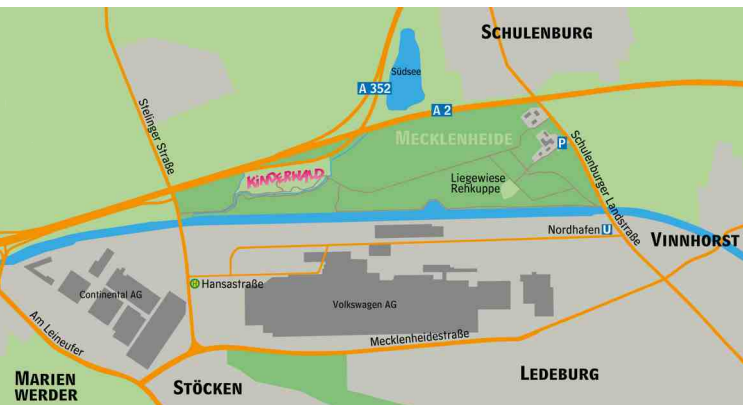 SCHULENBURG
Südsee
A 352
A 2
Stelinger Straße
MECKLENHEIDE
P
Schulenburger Landstraße
KiNDERWALD
Liegewiese
Rehkuppe
Nordhafen U
VINNHORST
H Hansastraße
Continental AG
Volkswagen AG
Am Leineufer
Mecklenheidestraße
MARIEN
WERDER
STÖCKEN
LEDEBURG